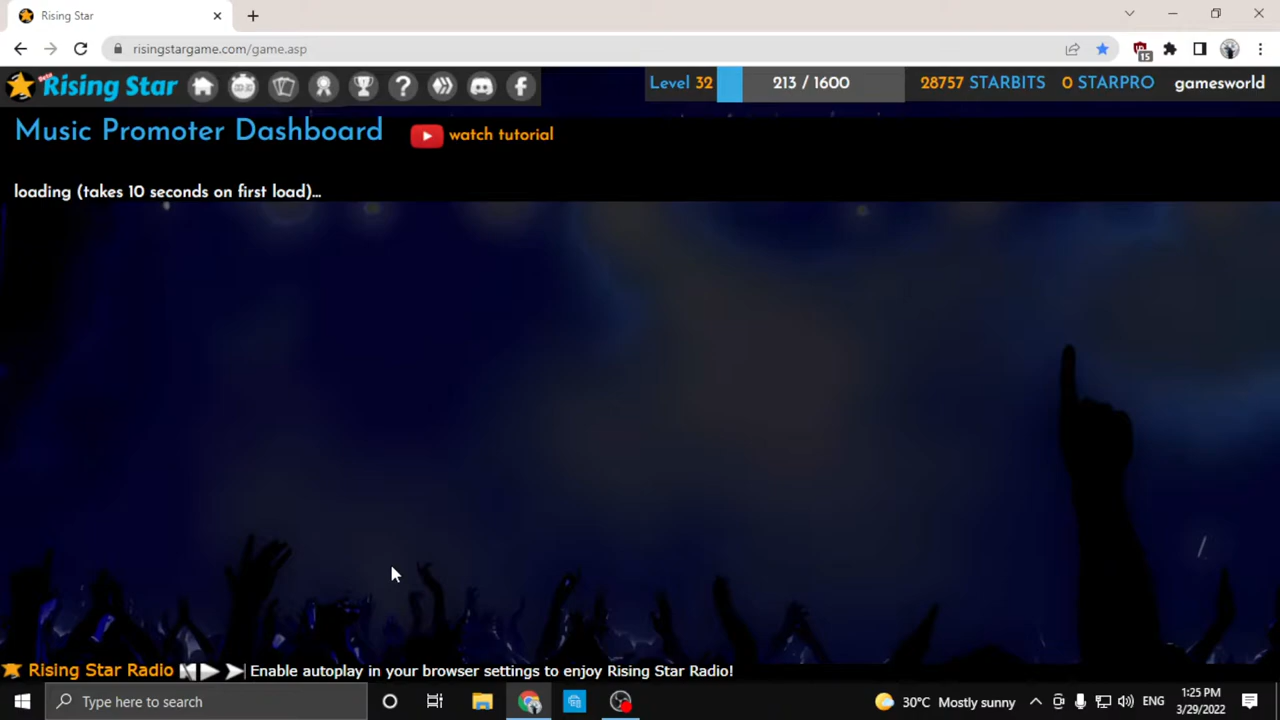 Rising Star
risingstargame.com/game.asp
15
Beta
Rising Star
Level 32
213 / 1600
28757 STARBITS
0 STARPRO
gamesworld
Music Promoter Dashboard
watch tutorial
loading (takes 10 seconds on first load)...
Rising Star Radio
Enable autoplay in your browser settings to enjoy Rising Star Radio!
Type here to search
30°C Mostly sunny
ENG
1:25 PM
3/29/2022